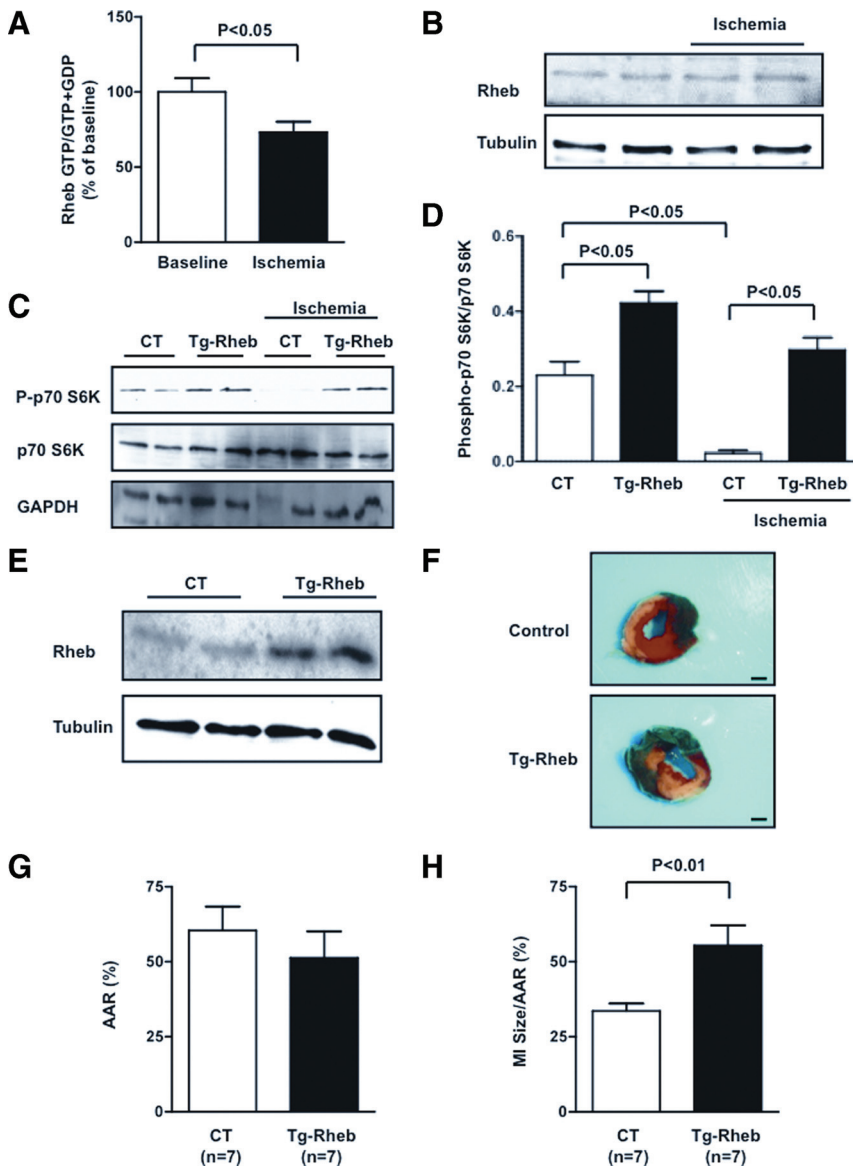 A
150
100
50
0
Rheb GTP/GTP+GDP
(% of baseline)
P<0.05
Baseline Ischemia
B
Ischemia
Rheb
Tubulin
C
Ischemia
CT Tg-Rheb CT Tg-Rheb
P-p70 S6K
p70 S6K
GAPDH
D
Phospho-p70 S6K/p70 S6K
0.6
0.4
0.2
0.0
P<0.05
P<0.05
P<0.05
CT Tg-Rheb CT Tg-Rheb
Ischemia
E
CT Tg-Rheb
Rheb
Tubulin
F
Control
Tg-Rheb
G
AAR (%)
75
50
25
0
CT Tg-Rheb
(n=7) (n=7)
H
MI Size/AAR (%)
75
50
25
0
P<0.01
CT Tg-Rheb
(n=7) (n=7)